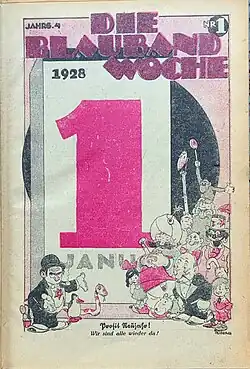 JAHRG. 4
DIE
BLAUBAND
WOCHE
NR 1
1928
1
JANU
Prosit Neujahr!
Wir sind alle wieder da!